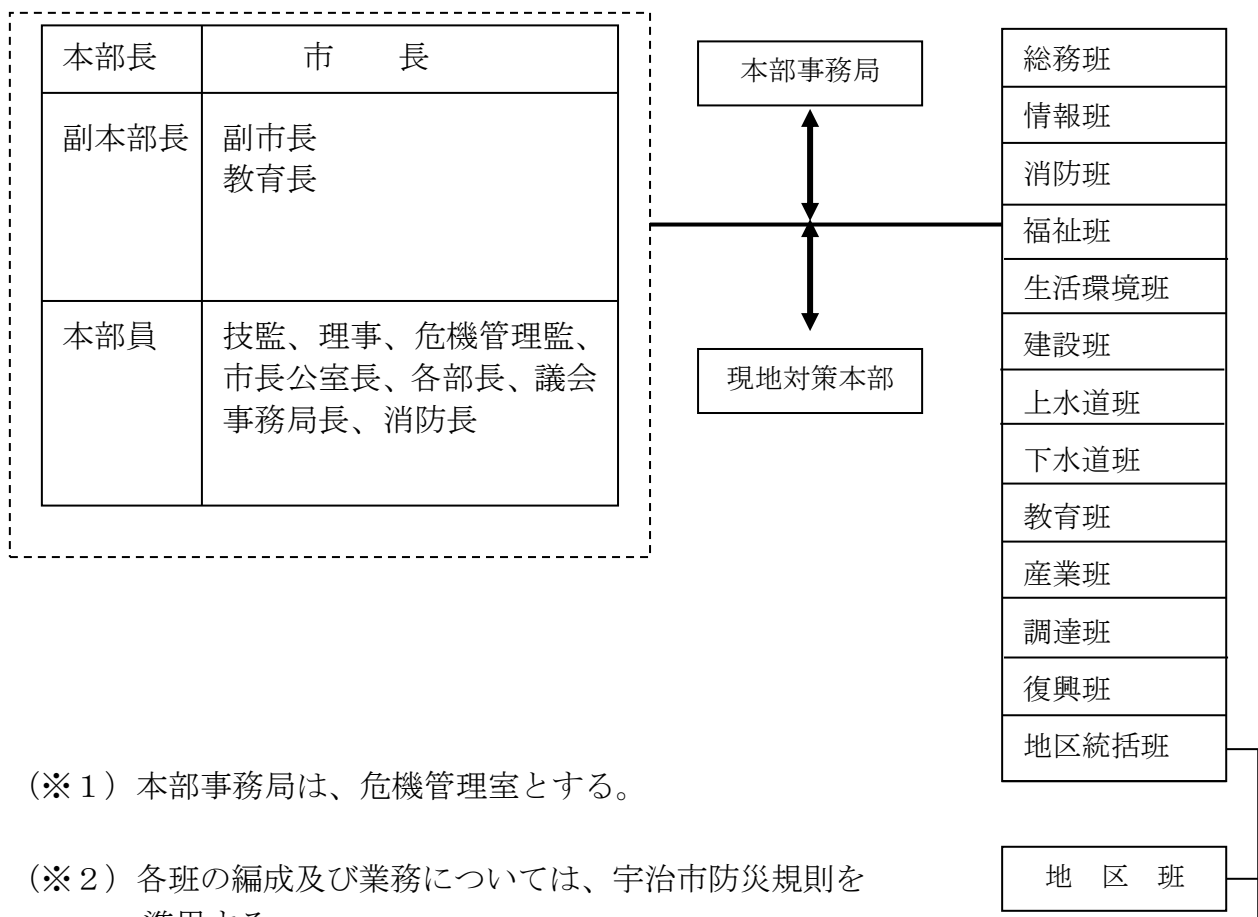 本部長
市　　長
副本部長
副市長
教育長
本部員
技監、理事、危機管理監、
市長公室長、各部長、議会
事務局長、消防長
本部事務局
現地対策本部
総務班
情報班
消防班
福祉班
生活環境班
建設班
上水道班
下水道班
教育班
産業班
調達班
復興班
地区統括班
地　区　班
（※１）本部事務局は、危機管理室とする。
（※２）各班の編成及び業務については、宇治市防災規則を